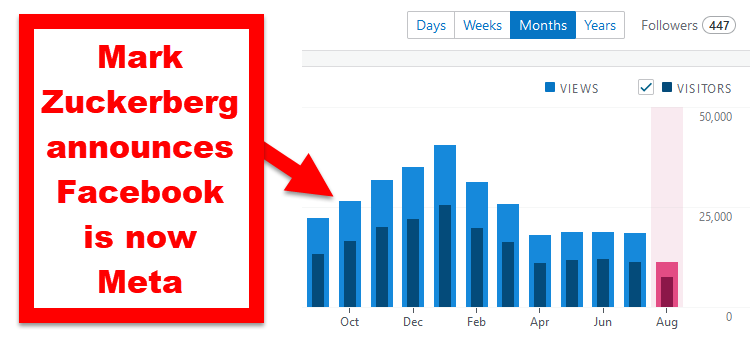 Mark
Zuckerberg
announces
Facebook
is now
Meta
Days Weeks Months Years Followers 447
VIEWS VISITORS
50,000
25,000
0
Oct Dec Feb Apr Jun Aug